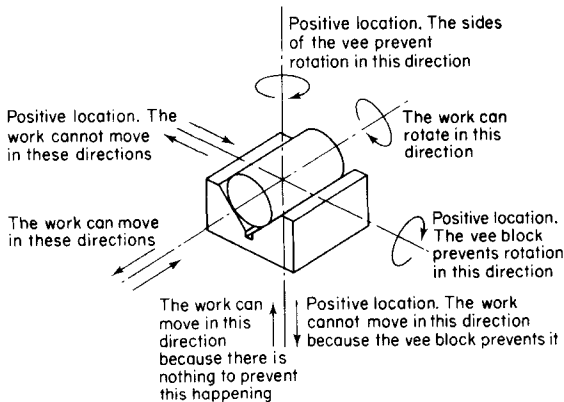 Positive location. The sides
of the vee prevent
rotation in this direction
Positive location. The
work cannot move
in these directions
The work can
rotate in this
direction
The work can move
in these directions
Positive location.
The vee block
prevents rotation
in this direction
The work can
move in this
direction
because there is
nothing to prevent
this happening
Positive location. The work
cannot move in this direction
because the vee block prevents it